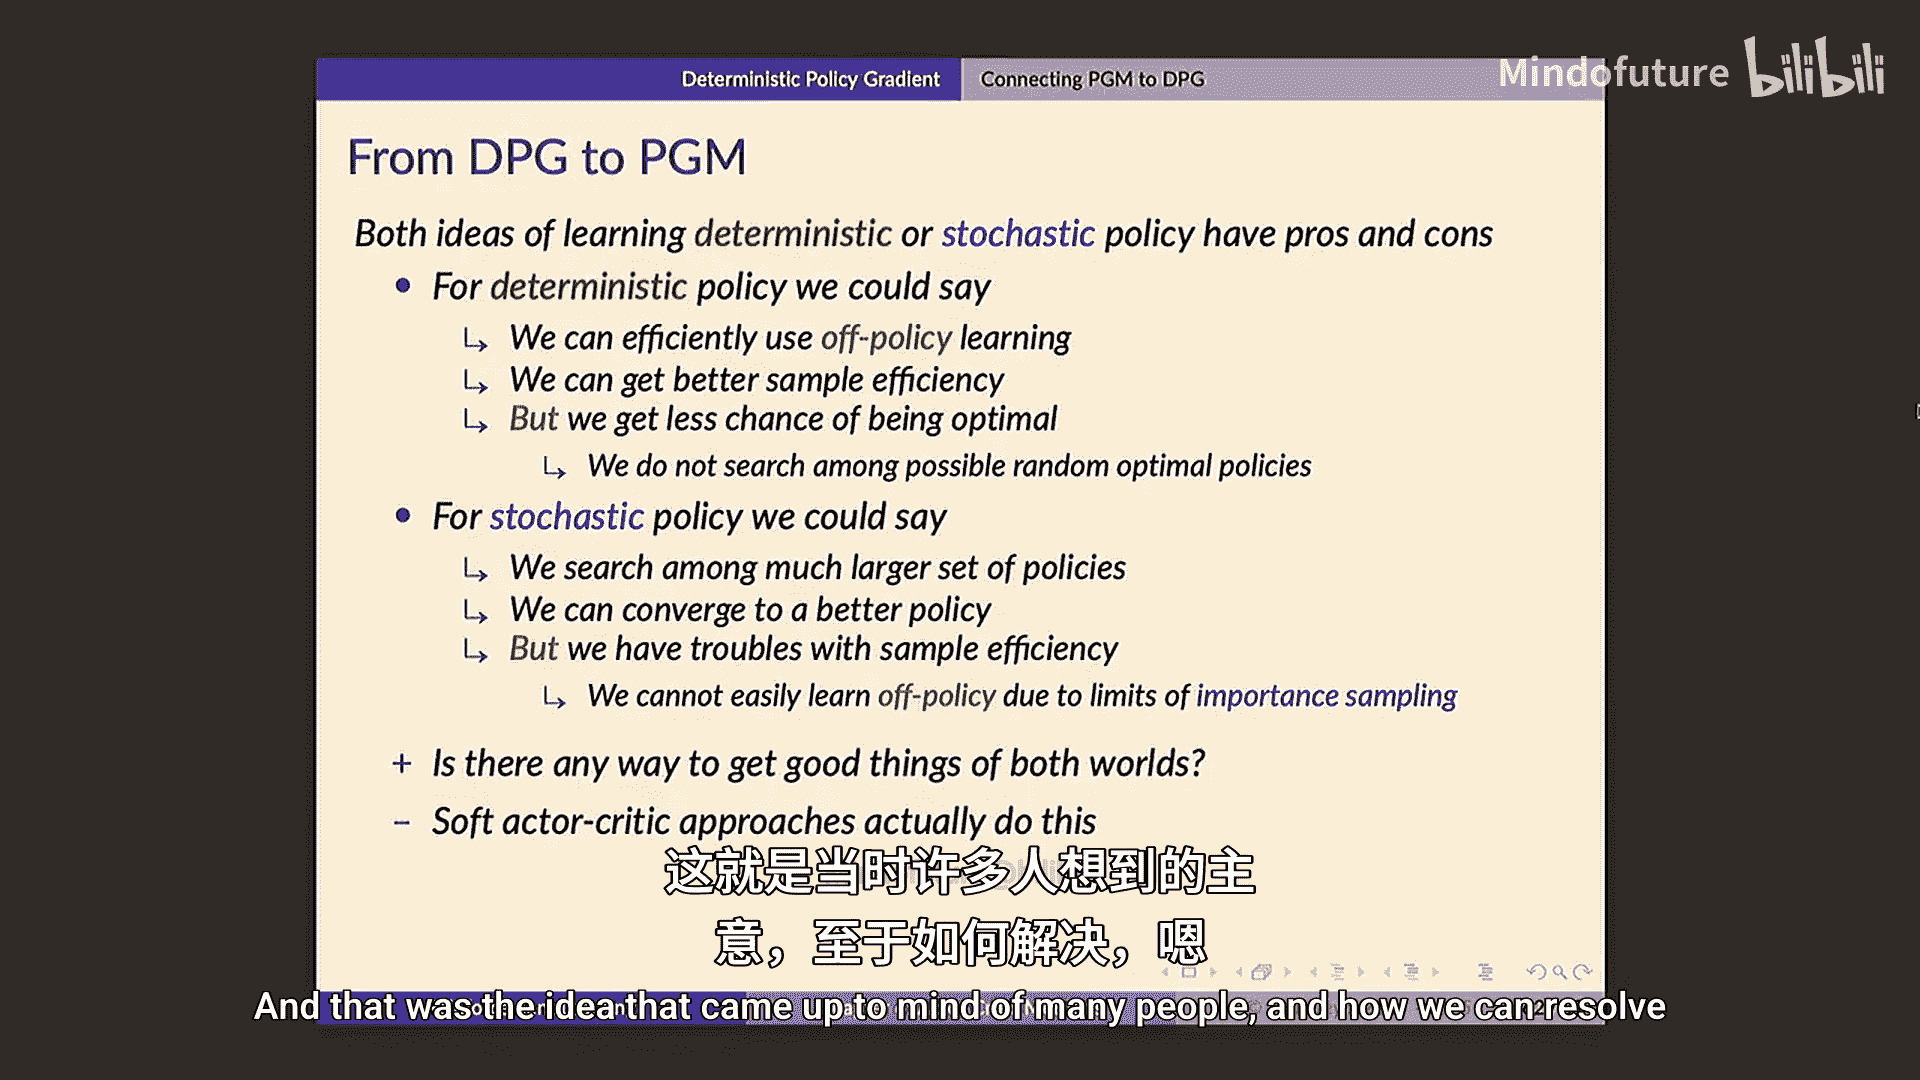 Deterministic Policy Gradient
Connecting PGM to DPG
Mindofuture bilibili
From DPG to PGM
Both ideas of learning deterministic or stochastic policy have pros and cons
• For deterministic policy we could say
↳ We can efficiently use off-policy learning
↳ We can get better sample efficiency
↳ But we get less chance of being optimal
↳ We do not search among possible random optimal policies
• For stochastic policy we could say
↳ We search among much larger set of policies
↳ We can converge to a better policy
↳ But we have troubles with sample efficiency
↳ We cannot easily learn off-policy due to limits of importance sampling
+ Is there any way to get good things of both worlds?
– Soft actor-critic approaches actually do this
这就是当时许多人想到的主
意，至于如何解决，嗯
And that was the idea that came up to mind of many people, and how we can resolve